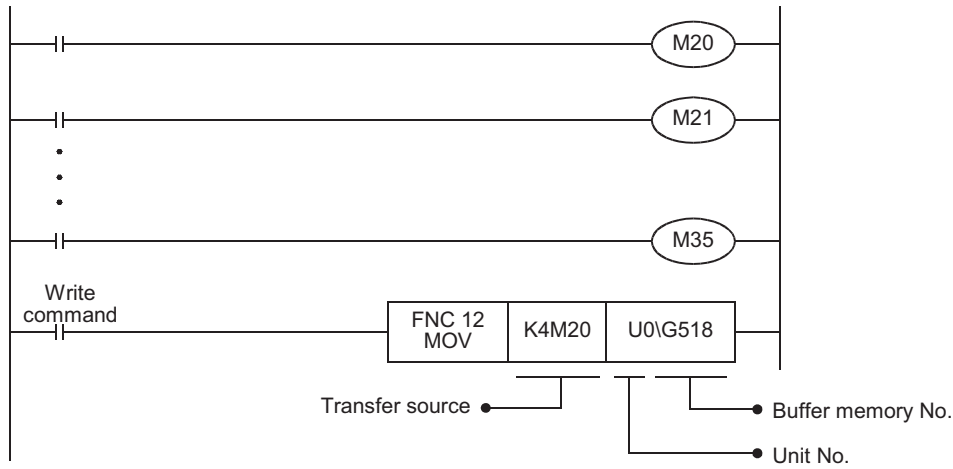 M20
M21
M35
Write
command
FNC 12
MOV
K4M20
U0\G518
Transfer source
Buffer memory No.
Unit No.